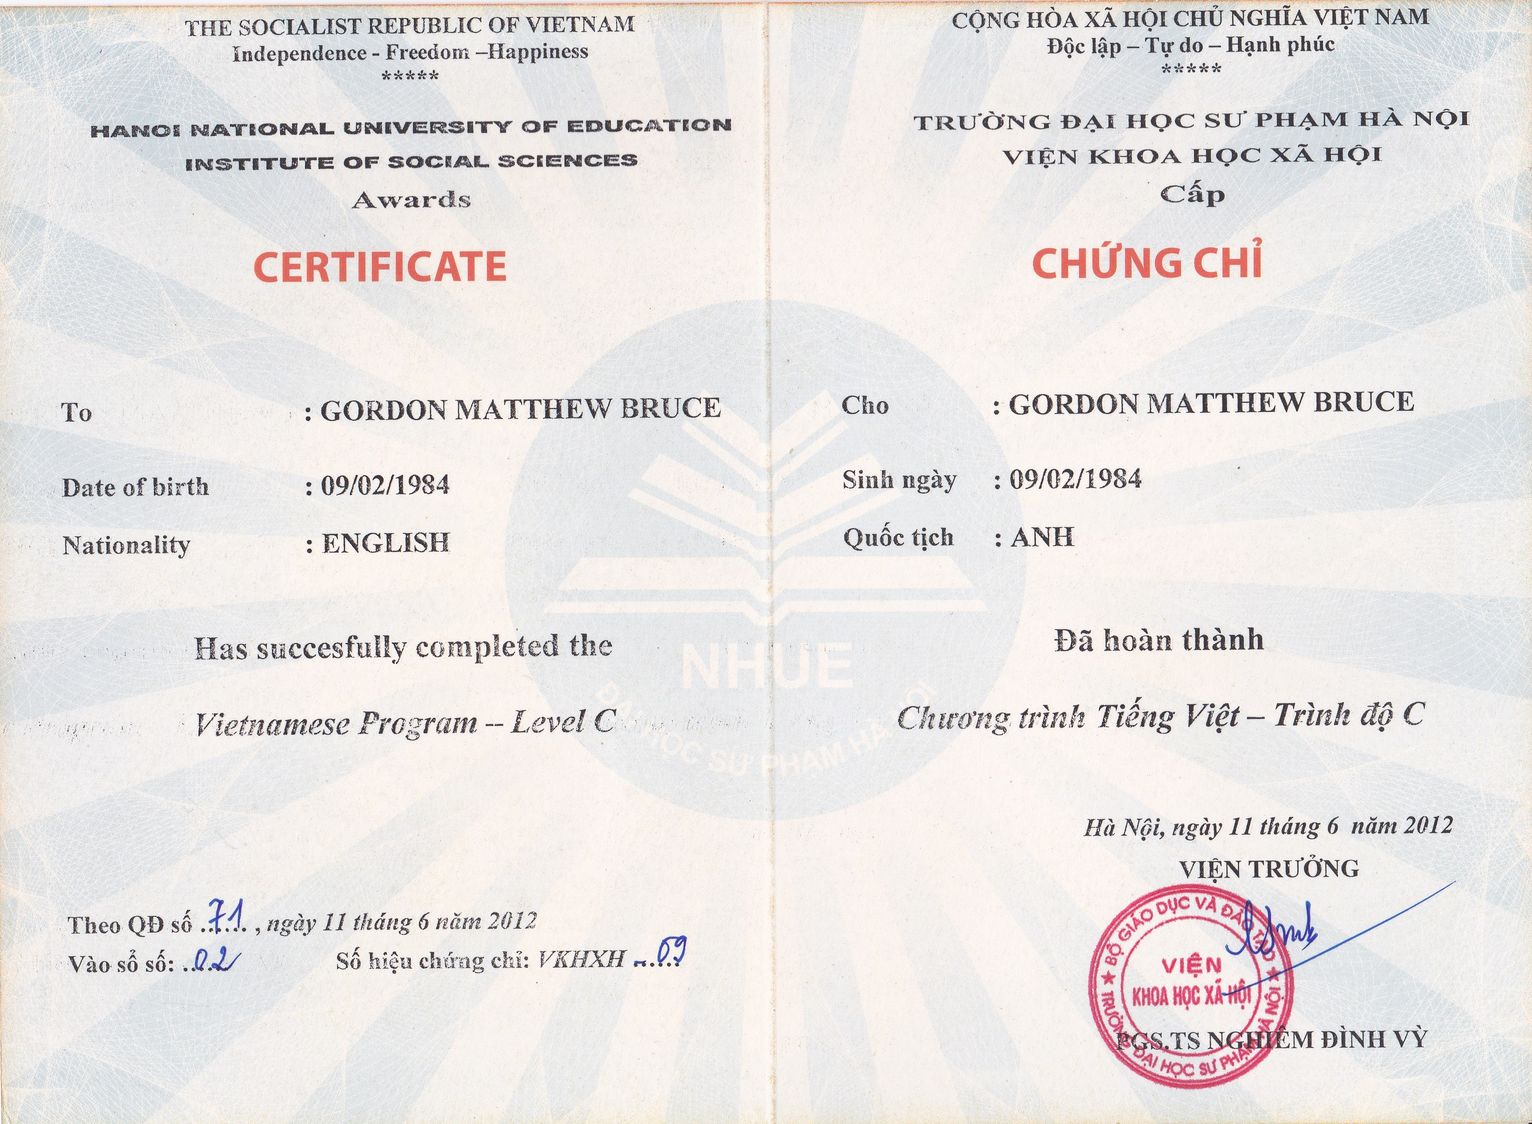 THE SOCIALIST REPUBLIC OF VIETNAM
Independence - Freedom –Happiness
*****
HANOI NATIONAL UNIVERSITY OF EDUCATION
INSTITUTE OF SOCIAL SCIENCES
Awards
CERTIFICATE
To : GORDON MATTHEW BRUCE
Date of birth : 09/02/1984
Nationality : ENGLISH
Has succesfully completed the
Vietnamese Program -- Level C
Theo QĐ số .71. , ngày 11 tháng 6 năm 2012
Vào sổ số: ..02
Số hiệu chứng chỉ: VKHXH -..09
CỘNG HÒA XÃ HỘI CHỦ NGHĨA VIỆT NAM
Độc lập – Tự do – Hạnh phúc
*****
TRƯỜNG ĐẠI HỌC SƯ PHẠM HÀ NỘI
VIỆN KHOA HỌC XÃ HỘI
Cấp
CHỨNG CHỈ
Cho : GORDON MATTHEW BRUCE
Sinh ngày : 09/02/1984
Quốc tịch : ANH
Đã hoàn thành
Chương trình Tiếng Việt – Trình độ C
Hà Nội, ngày 11 tháng 6 năm 2012
VIỆN TRƯỞNG
BỘ GIÁO DỤC VÀ ĐÀO TẠO
VIỆN
KHOA HỌC XÃ HỘI
TRƯỜNG ĐẠI HỌC SƯ PHẠM HÀ NỘI
PGS.TS NGHIÊM ĐÌNH VỲ
NHUE
ĐẠI HỌC SƯ PHẠM HÀ NỘI